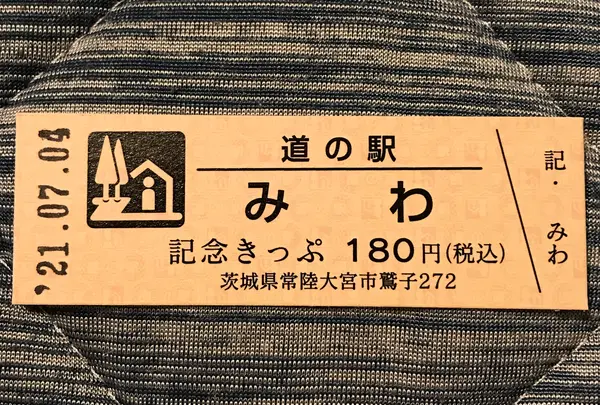 '21.07.04
道の駅
みわ
記念きっぷ 180円(税込)
茨城県常陸大宮市鷲子272
記・みわ